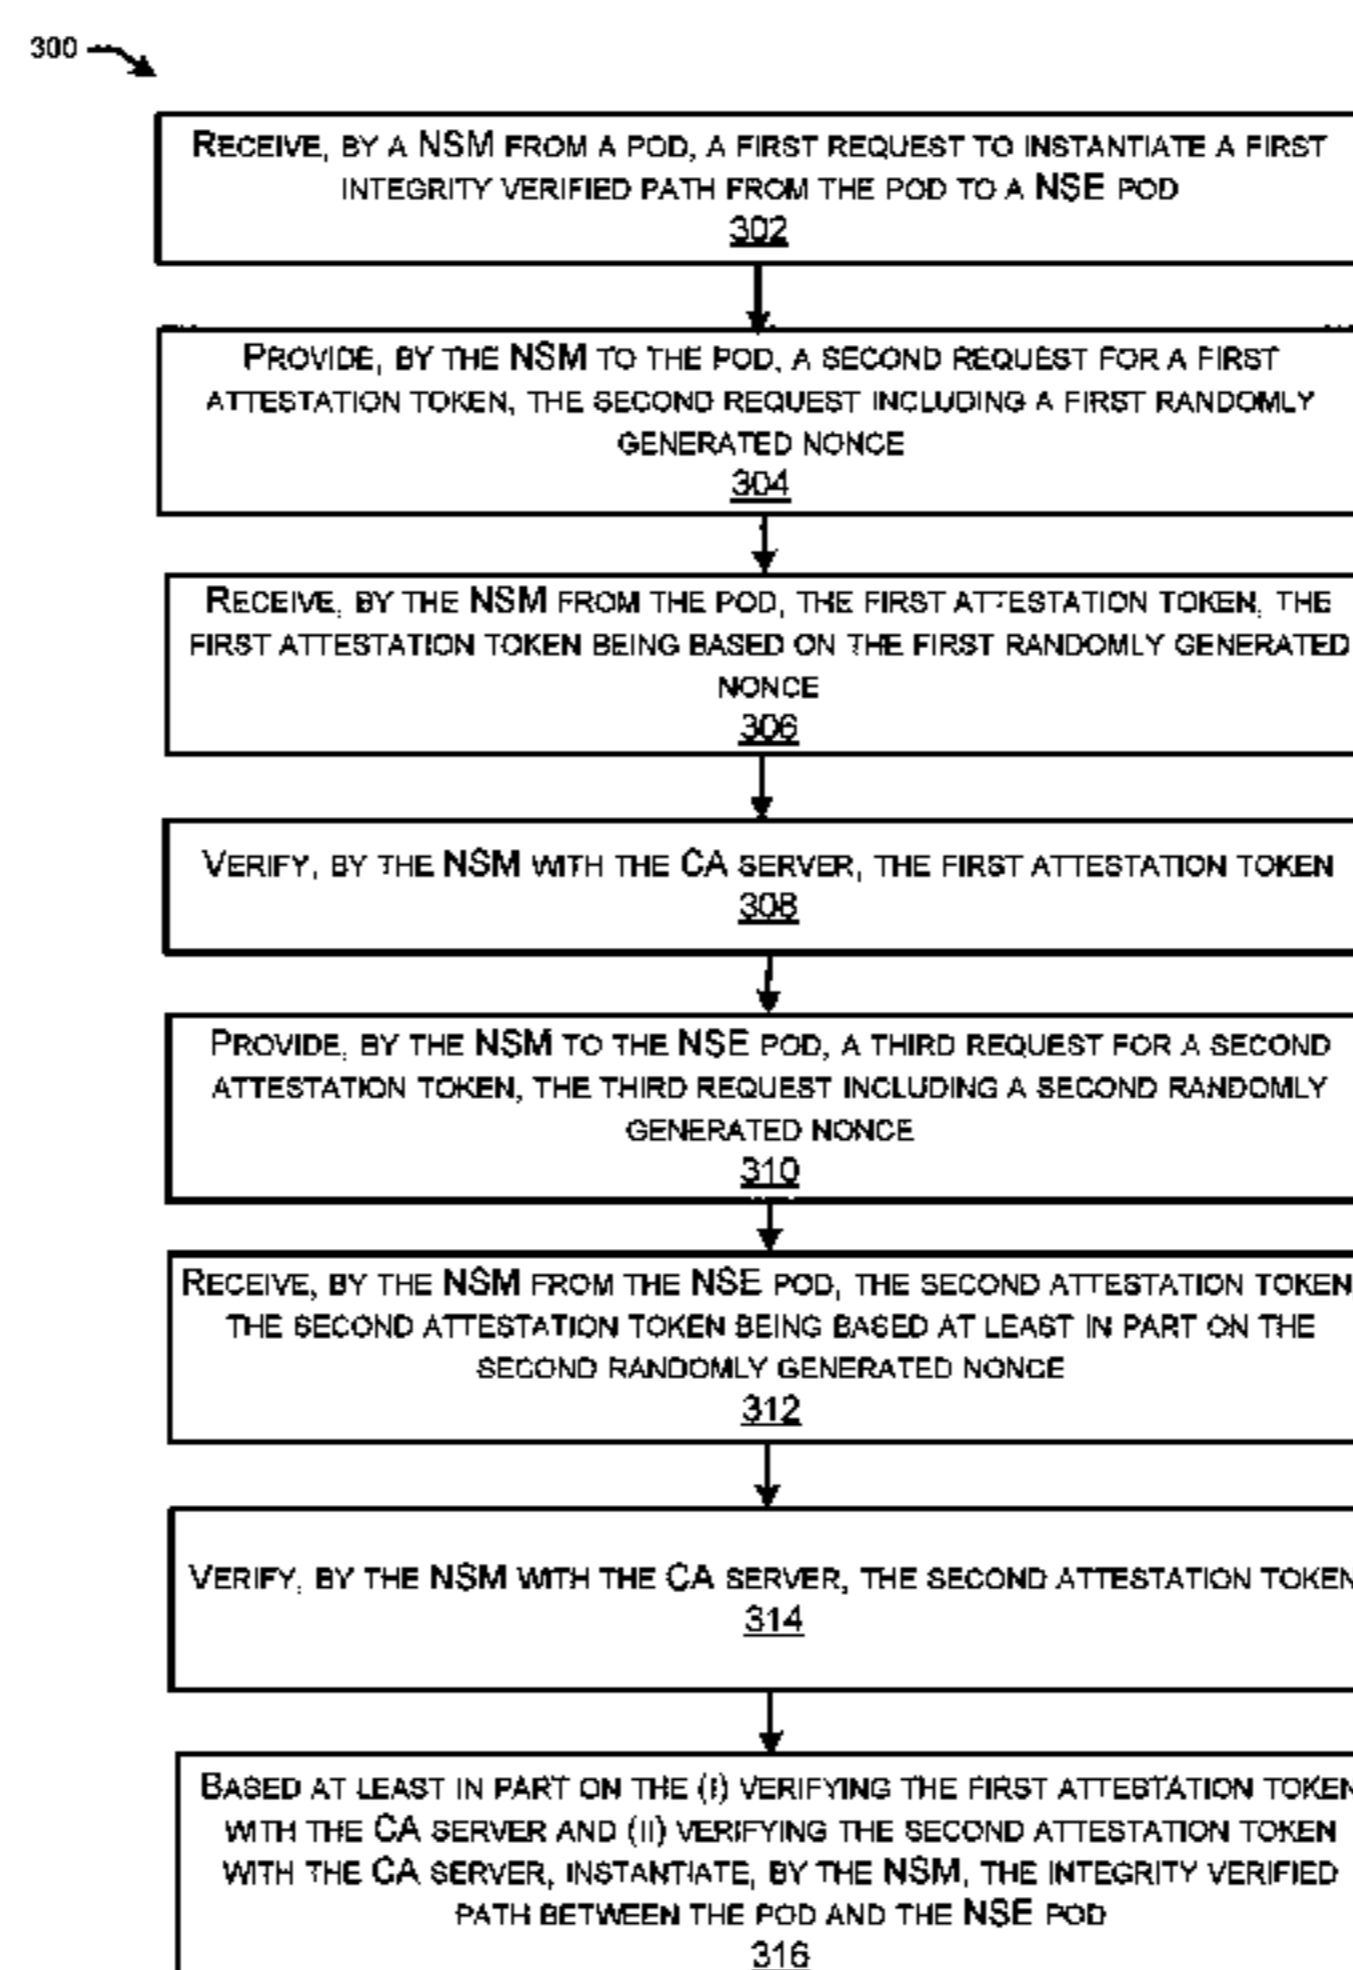 300
RECEIVE, BY A NSM FROM A POD, A FIRST REQUEST TO INSTANTIATE A FIRST
INTEGRITY VERIFIED PATH FROM THE POD TO A NSE POD
302
PROVIDE, BY THE NSM TO THE POD, A SECOND REQUEST FOR A FIRST
ATTESTATION TOKEN, THE SECOND REQUEST INCLUDING A FIRST RANDOMLY
GENERATED NONCE
304
RECEIVE, BY THE NSM FROM THE POD, THE FIRST ATTESTATION TOKEN, THE
FIRST ATTESTATION TOKEN BEING BASED ON THE FIRST RANDOMLY GENERATED
NONCE
306
VERIFY, BY THE NSM WITH THE CA SERVER, THE FIRST ATTESTATION TOKEN
308
PROVIDE, BY THE NSM TO THE NSE POD, A THIRD REQUEST FOR A SECOND
ATTESTATION TOKEN, THE THIRD REQUEST INCLUDING A SECOND RANDOMLY
GENERATED NONCE
310
RECEIVE, BY THE NSM FROM THE NSE POD, THE SECOND ATTESTATION TOKEN
THE SECOND ATTESTATION TOKEN BEING BASED AT LEAST IN PART ON THE
SECOND RANDOMLY GENERATED NONCE
312
VERIFY, BY THE NSM WITH THE CA SERVER, THE SECOND ATTESTATION TOKEN
314
BASED AT LEAST IN PART ON THE (I) VERIFYING THE FIRST ATTESTATION TOKEN
WITH THE CA SERVER AND (II) VERIFYING THE SECOND ATTESTATION TOKEN
WITH THE CA SERVER, INSTANTIATE, BY THE NSM, THE INTEGRITY VERIFIED
PATH BETWEEN THE POD AND THE NSE POD
316